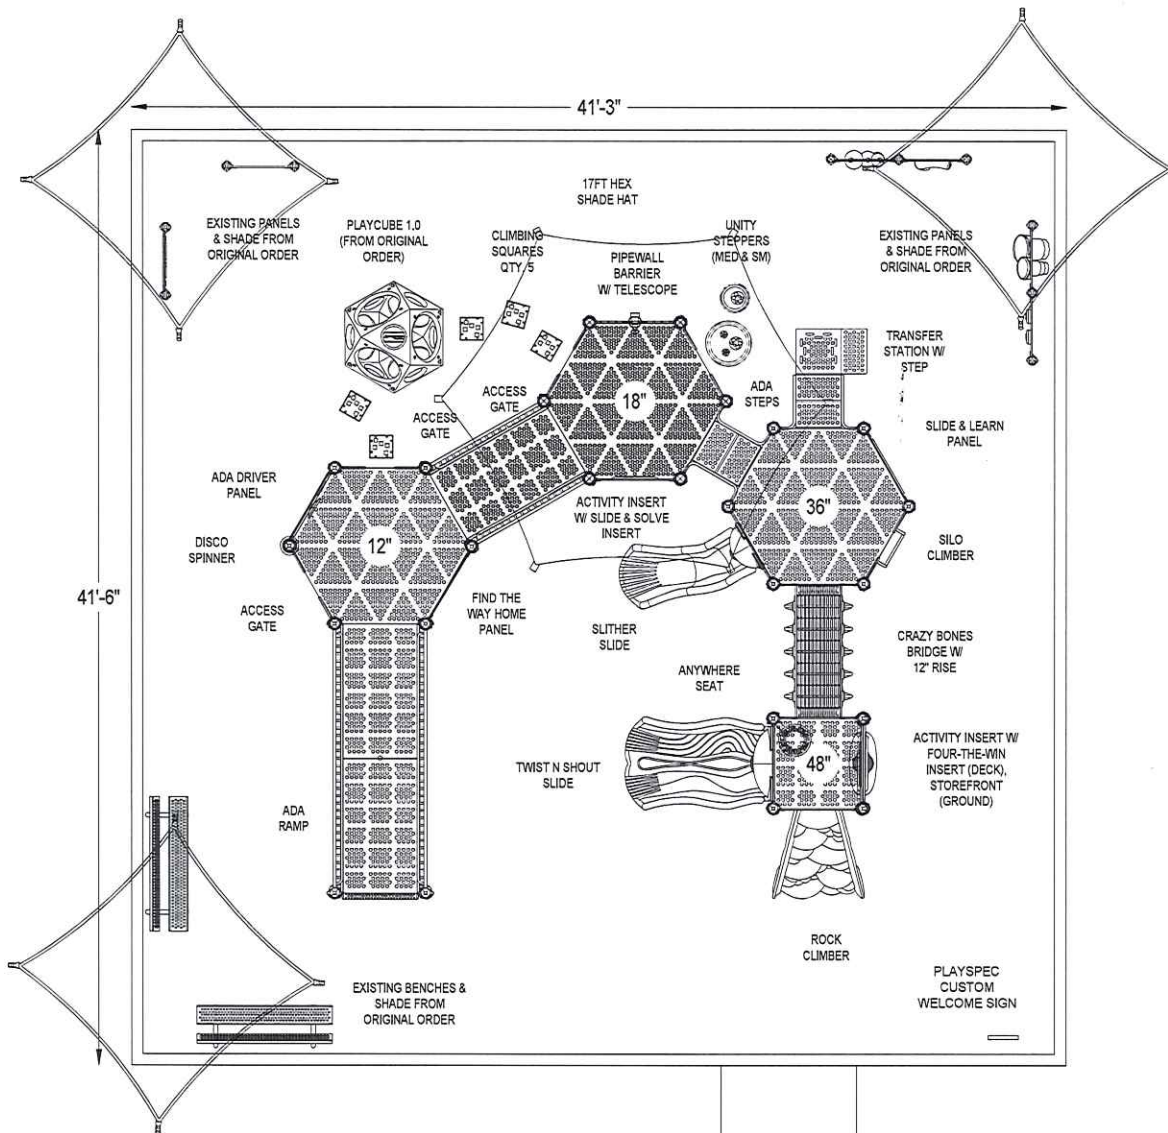 41'-3"
17FT HEX
SHADE HAT
EXISTING PANELS
& SHADE FROM
ORIGINAL ORDER
PLAYCUBE 1.0
(FROM ORIGINAL
ORDER)
CLIMBING
SQUARES
QTY. 5
PIPEWALL
BARRIER
W/ TELESCOPE
UNITY
STEPPERS
(MED & SM)
EXISTING PANELS
& SHADE FROM
ORIGINAL ORDER
TRANSFER
STATION W/
STEP
ACCESS
GATE
ACCESS
GATE
18"
ADA
STEPS
SLIDE & LEARN
PANEL
ADA DRIVER
PANEL
ACTIVITY INSERT
W/ SLIDE & SOLVE
INSERT
36"
DISCO
SPINNER
12"
SILO
CLIMBER
41'-6"
ACCESS
GATE
FIND THE
WAY HOME
PANEL
SLITHER
SLIDE
CRAZY BONES
BRIDGE W/
12" RISE
ANYWHERE
SEAT
TWIST N SHOUT
SLIDE
48"
ACTIVITY INSERT W/
FOUR-THE-WIN
INSERT (DECK),
STOREFRONT
(GROUND)
ADA
RAMP
ROCK
CLIMBER
EXISTING BENCHES &
SHADE FROM
ORIGINAL ORDER
PLAYSPEC
CUSTOM
WELCOME SIGN